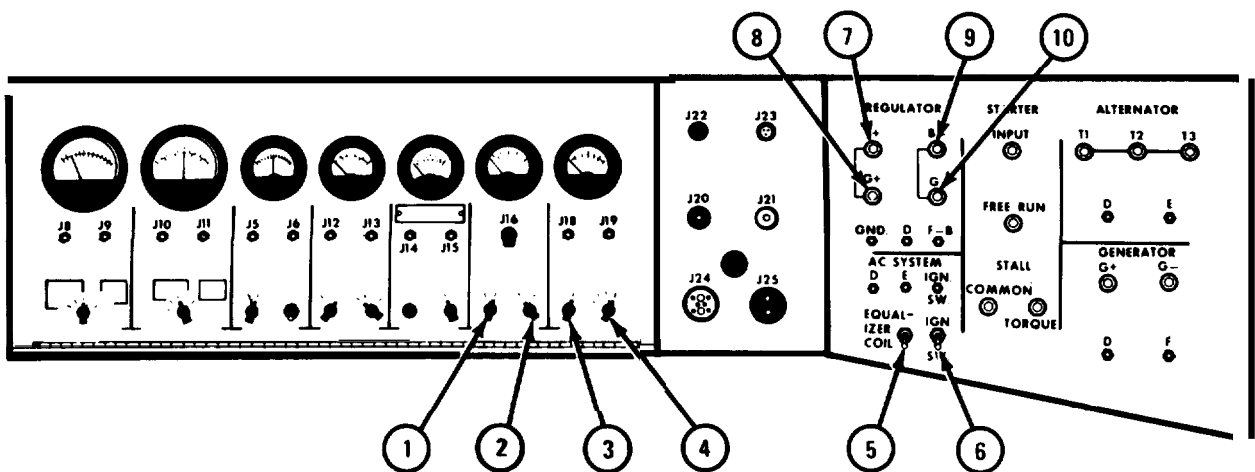 8 7 9 10
REGULATOR STARTER ALTERNATOR
J22 J23
+ B INPUT T1 T2 T3
G+ G
J8 J9 J10 J11 J5 J6 J12 J13 J16 J18 J19
J14 J15
J20 J21
FREE RUN D E
GND. D F-B
AC SYSTEM STALL GENERATOR
D E IGN SW
COMMON TORQUE
G+ G-
J24 J25
EQUAL-
IZER
COIL
IGN
SW
D F
1 2 3 4 5 6